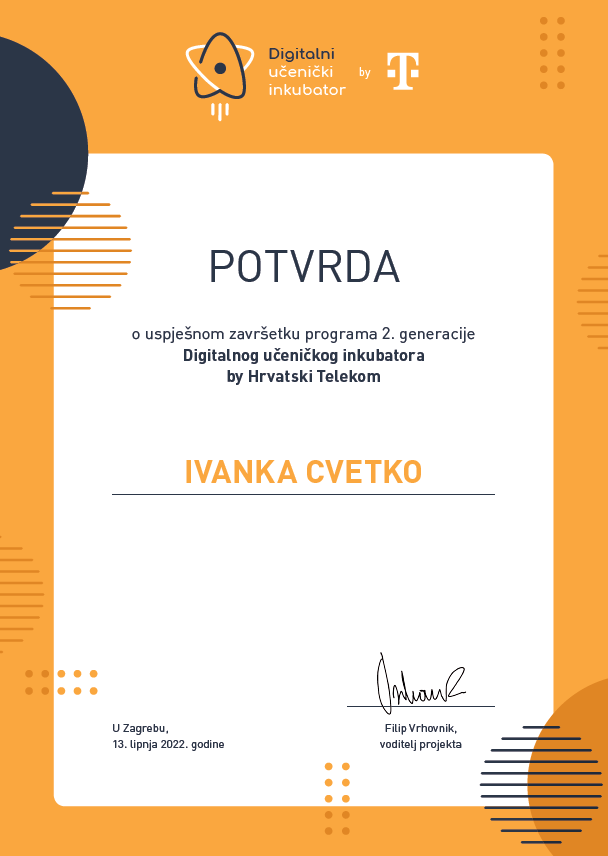 Digitalni
učenički
inkubator
by
T
POTVRDA
o uspješnom završetku programa 2. generacije
Digitalnog učeničkog inkubatora
by Hrvatski Telekom
IVANKA CVETKO
U Zagrebu,
13. lipnja 2022. godine
Filip Vrhovnik,
voditelj projekta